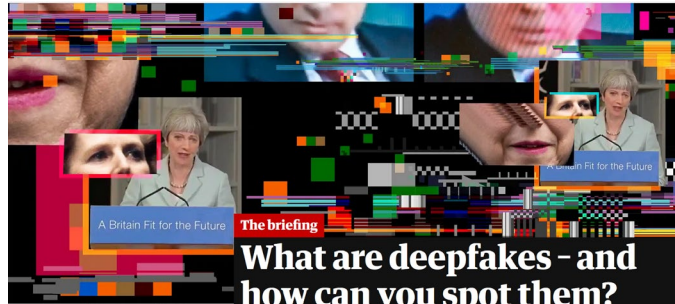 A Britain Fit for the Future
A Britain Fit for the Future
The briefing
What are deepfakes – and
how can you spot them?